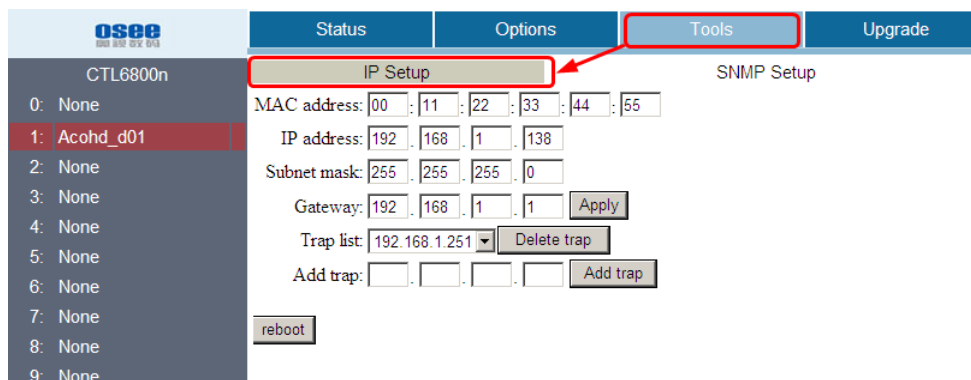 osee
Status
Options
Tools
Upgrade
CTL6800n
IP Setup
SNMP Setup
0: None
1: Acohd_d01
2: None
3: None
4: None
5: None
6: None
7: None
8: None
9: None
MAC address: 00 : 11 : 22 : 33 : 44 : 55
IP address: 192 . 168 . 1 . 138
Subnet mask: 255 . 255 . 255 . 0
Gateway: 192 . 168 . 1 . 1 Apply
Trap list: 192.168.1.251 Delete trap
Add trap: . . . Add trap
reboot